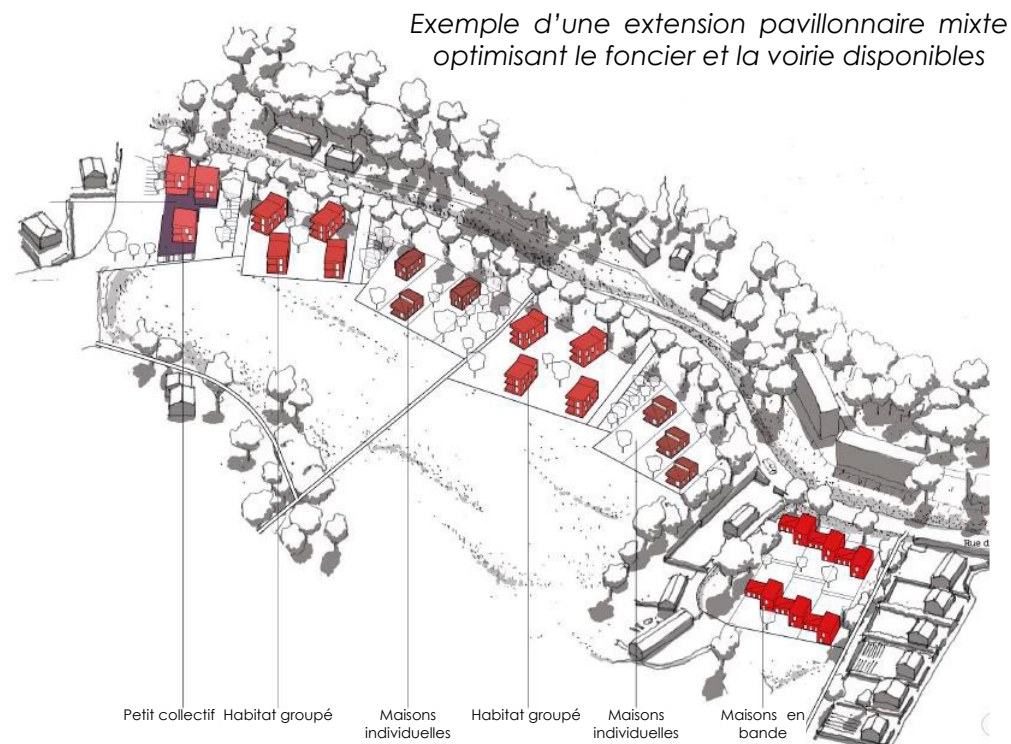 Exemple d'une extension pavillonnaire mixte
optimisant le foncier et la voirie disponibles
Rue d
Petit collectif
Habitat groupé
Maisons
individuelles
Habitat groupé
Maisons
individuelles
Maisons en
bande